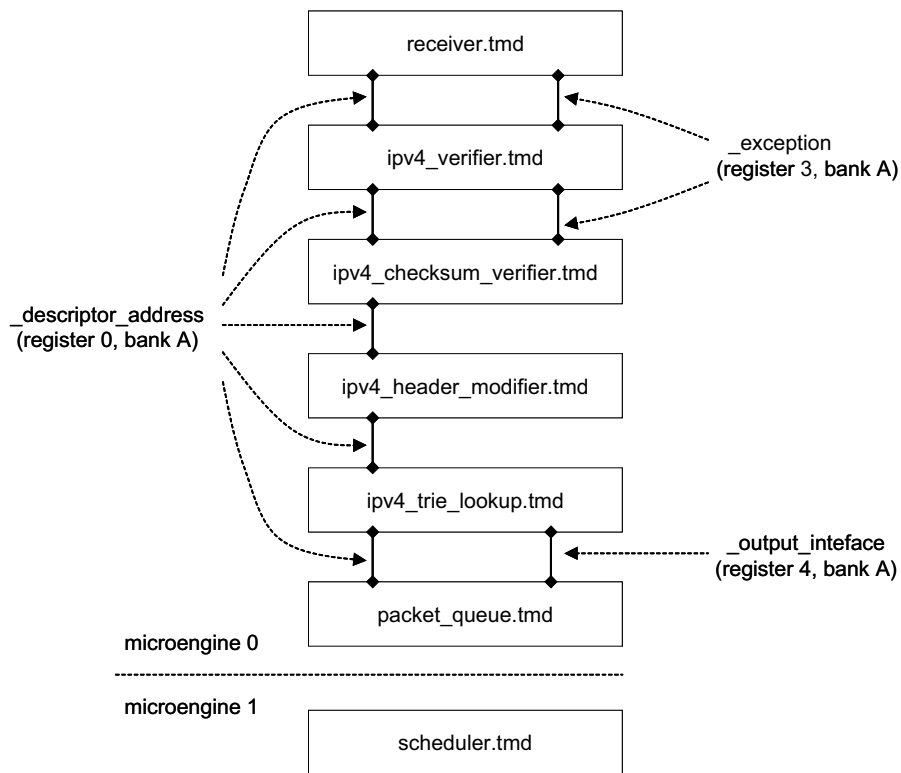 receiver.tmd
ipv4_verifier.tmd
_exception
(register 3, bank A)
ipv4_checksum_verifier.tmd
_descriptor_address
(register 0, bank A)
ipv4_header_modifier.tmd
ipv4_trie_lookup.tmd
_output_inteface
(register 4, bank A)
packet_queue.tmd
microengine 0
microengine 1
scheduler.tmd